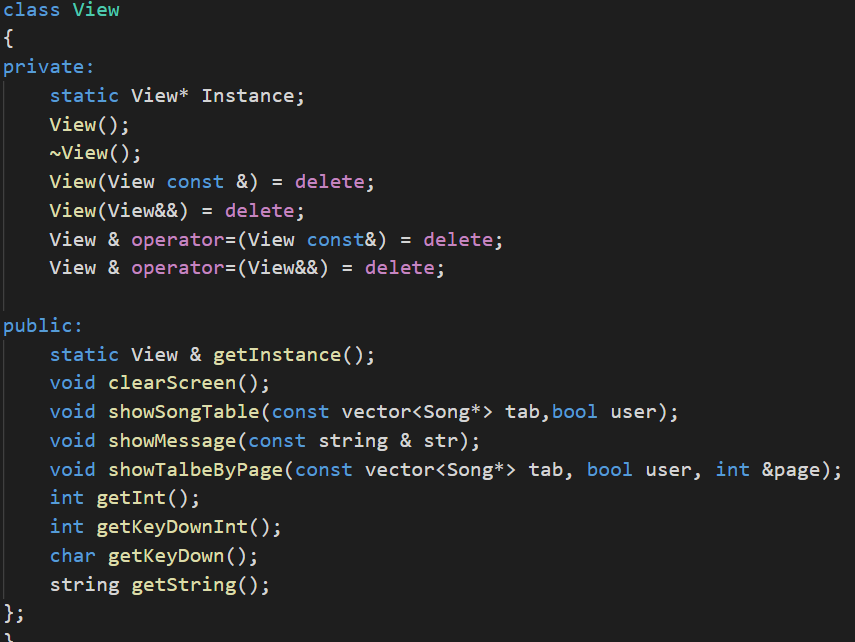 class View
{
private:
    static View* Instance;
    View();
    ~View();
    View(View const &) = delete;
    View(View&&) = delete;
    View & operator=(View const&) = delete;
    View & operator=(View&&) = delete;

public:
    static View & getInstance();
    void clearScreen();
    void showSongTable(const vector<Song*> tab,bool user);
    void showMessage(const string & str);
    void showTalbeByPage(const vector<Song*> tab, bool user, int &page);
    int getInt();
    int getKeyDownInt();
    char getKeyDown();
    string getString();
};
}